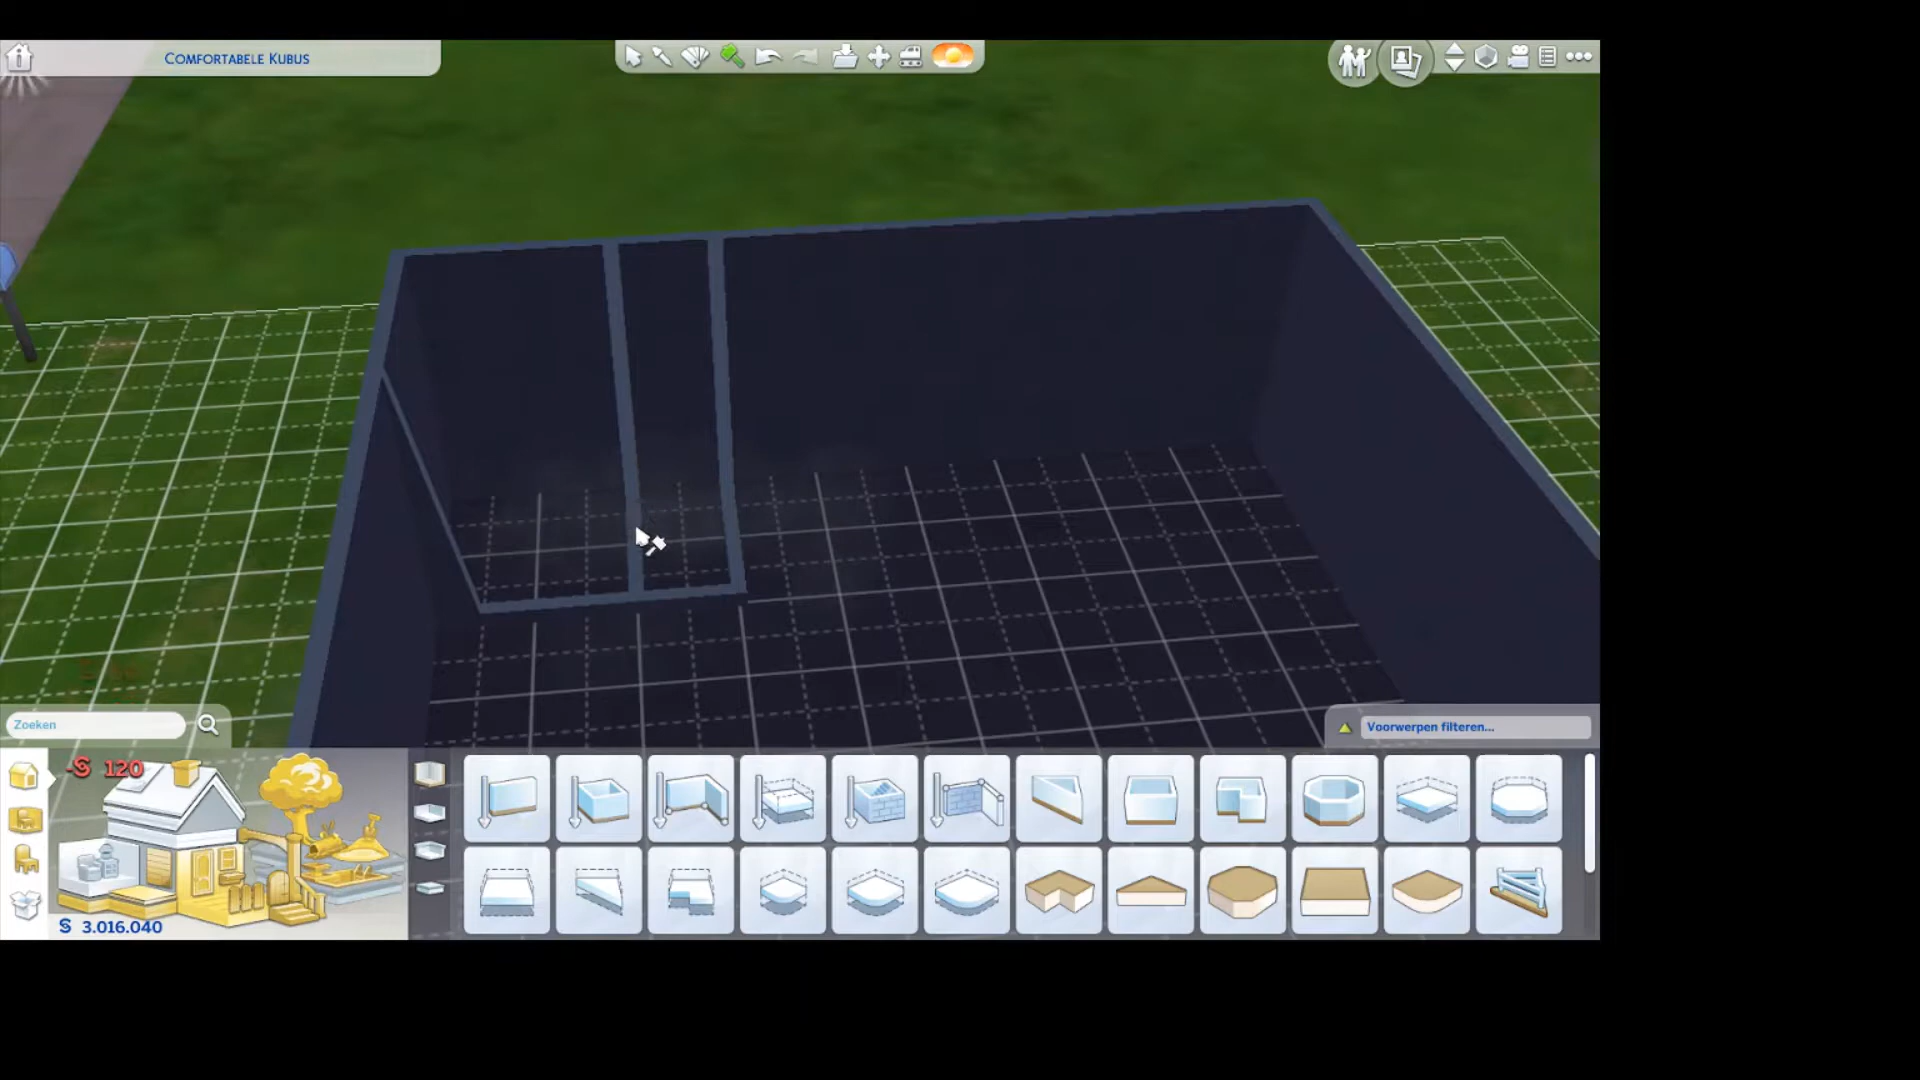 COMFORTABELE KUBUS
Zoeken
Voorwerpen filteren...
-§ 120
§ 3.016.040